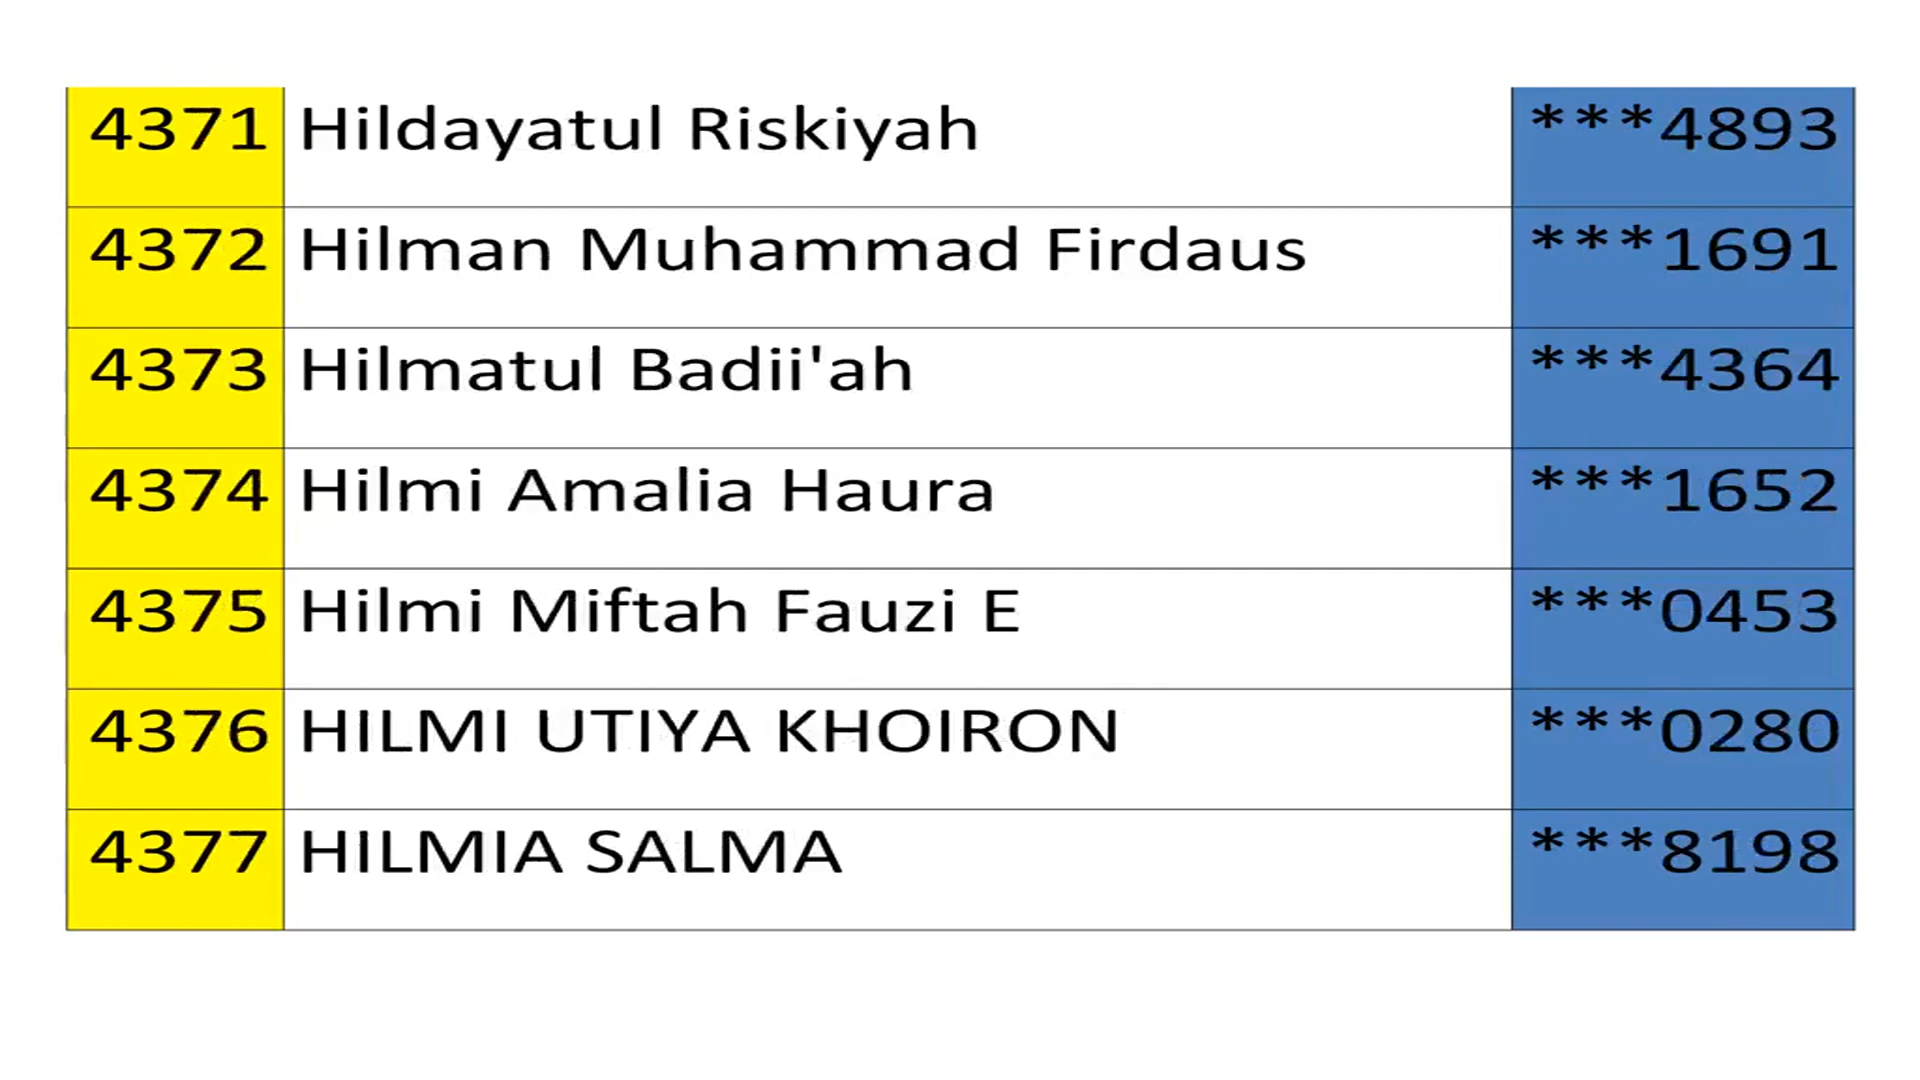 4371 Hildayatul Riskiyah ***4893
4372 Hilman Muhammad Firdaus ***1691
4373 Hilmatul Badii'ah ***4364
4374 Hilmi Amalia Haura ***1652
4375 Hilmi Miftah Fauzi E ***0453
4376 HILMI UTIYA KHOIRON ***0280
4377 HILMIA SALMA ***8198